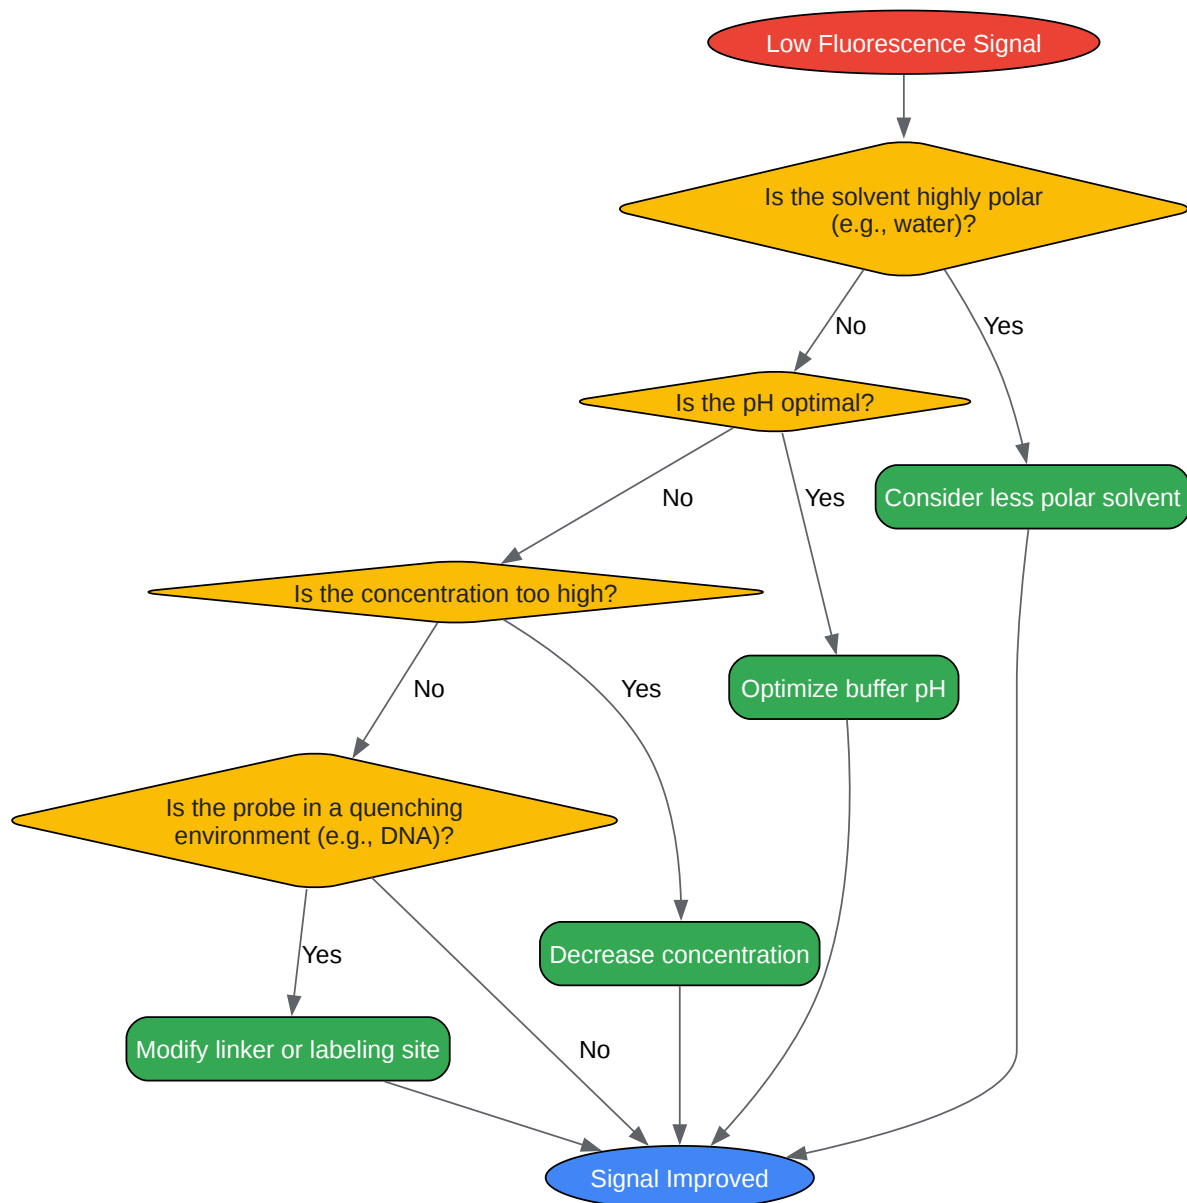 Low Fluorescence Signal
Is the solvent highly polar
(e.g., water)?
No
Yes
Is the pH optimal?
No
Yes
Consider less polar solvent
Is the concentration too high?
No
Yes
Optimize buffer pH
Is the probe in a quenching
environment (e.g., DNA)?
Yes
Decrease concentration
Modify linker or labeling site
No
Signal Improved